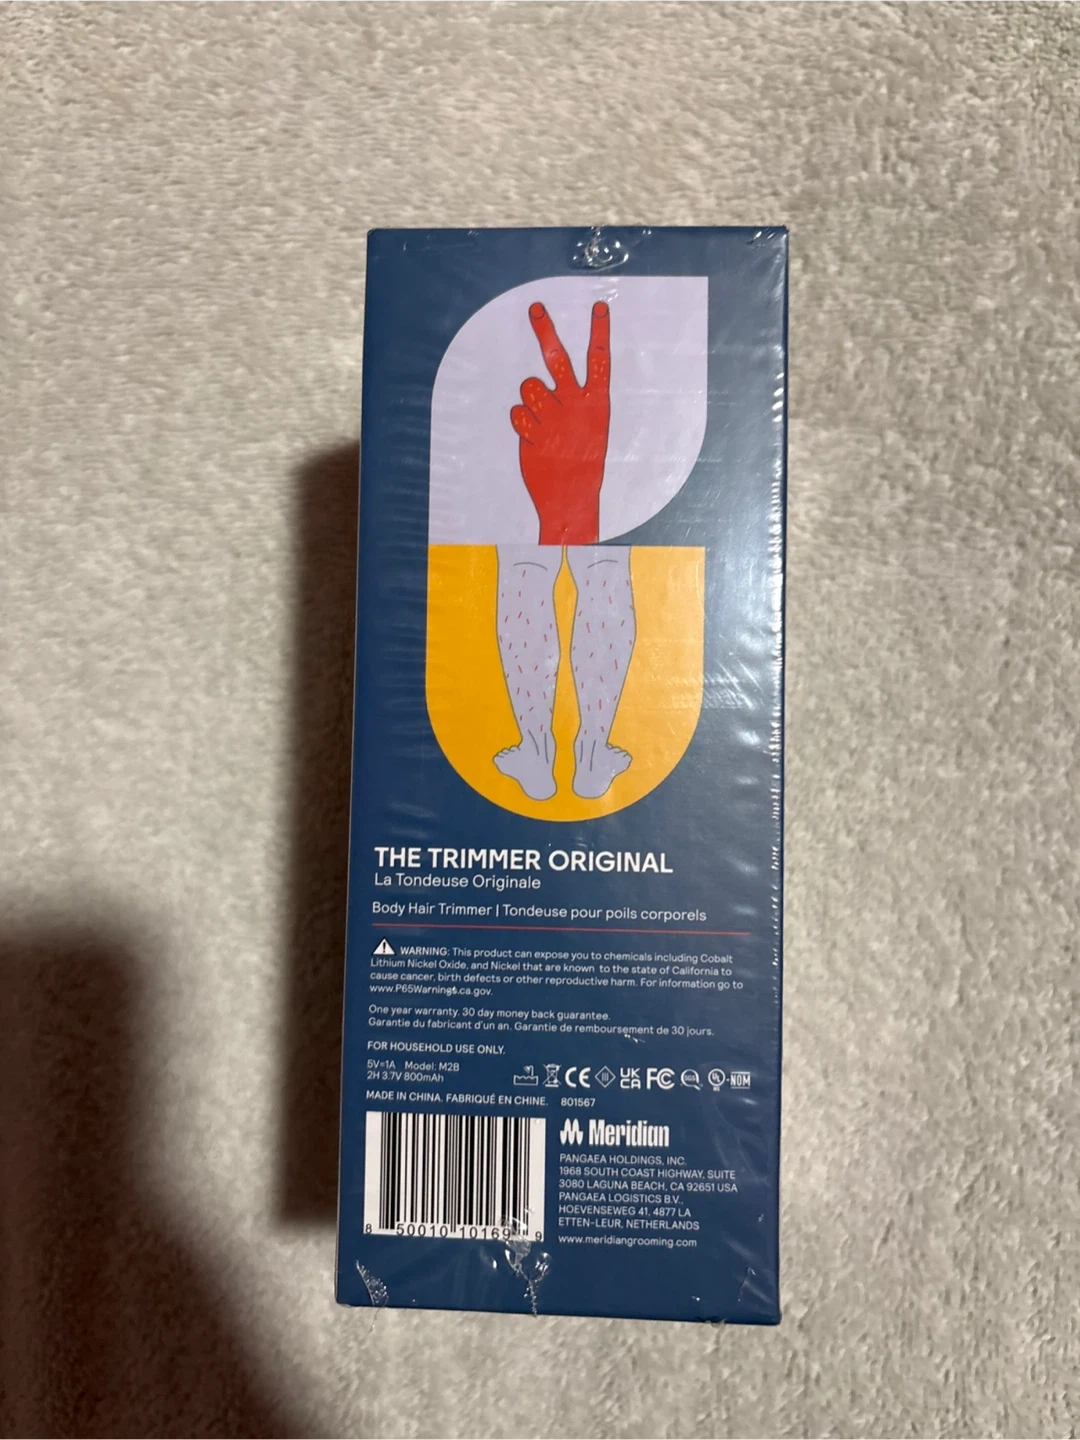 THE TRIMMER ORIGINAL
La Tondeuse Originale
Body Hair Trimmer | Tondeuse pour poils corporels
WARNING: This product can expose you to chemicals including Cobalt
Lithium Nickel Oxide, and Nickel that are known to the state of California to
cause cancer, birth defects or other reproductive harm. For information go to
www.P65Warnings.ca.gov.
One year warranty. 30 day money back guarantee.
Garantie du fabricant d'un an. Garantie de remboursement de 30 jours.
FOR HOUSEHOLD USE ONLY.
5V=1A Model: M2B
2H 3.7V 800mAh
CE UK CA FC UL NOM
MADE IN CHINA. FABRIQUÉ EN CHINE. 801567
Meridian
PANGAEA HOLDINGS, INC.
1968 SOUTH COAST HIGHWAY, SUITE
3080 LAGUNA BEACH, CA 92651 USA
PANGAEA LOGISTICS B.V.,
HOEVENSEWEG 41, 4877 LA
ETTEN-LEUR, NETHERLANDS
www.meridiangrooming.com
8 50010 10169 9